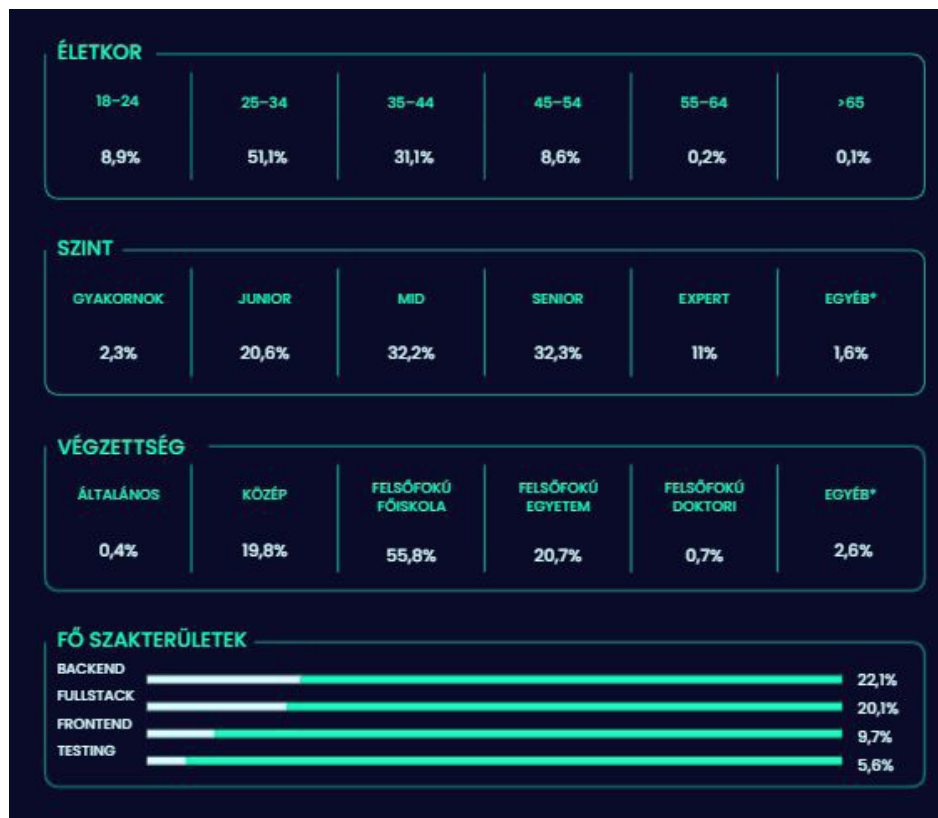 ÉLETKOR
18–24 25–34 35–44 45–54 55–64 >65
8,9% 51,1% 31,1% 8,6% 0,2% 0,1%
SZINT
GYAKORNOK JUNIOR MID SENIOR EXPERT EGYÉB*
2,3% 20,6% 32,2% 32,3% 11% 1,6%
VÉGZETTSÉG
ÁLTALÁNOS KÖZÉP FELSŐFOKÚ FŐISKOLA FELSŐFOKÚ EGYETEM FELSŐFOKÚ DOKTORI EGYÉB*
0,4% 19,8% 55,8% 20,7% 0,7% 2,6%
FŐ SZAKTERÜLETEK
BACKEND 22,1%
FULLSTACK 20,1%
FRONTEND 9,7%
TESTING 5,6%